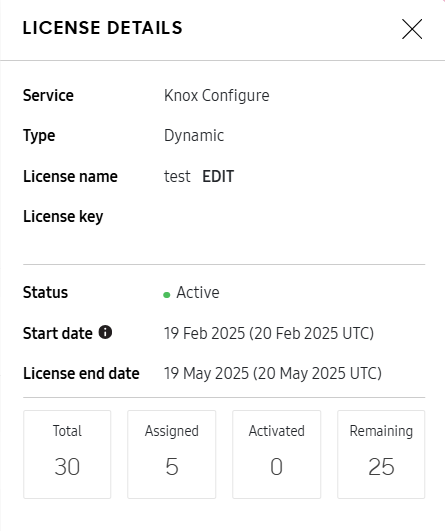 LICENSE DETAILS
Service Knox Configure
Type Dynamic
License name test EDIT
License key
Status Active
Start date 19 Feb 2025 (20 Feb 2025 UTC)
License end date 19 May 2025 (20 May 2025 UTC)
Total Assigned Activated Remaining
30 5 0 25